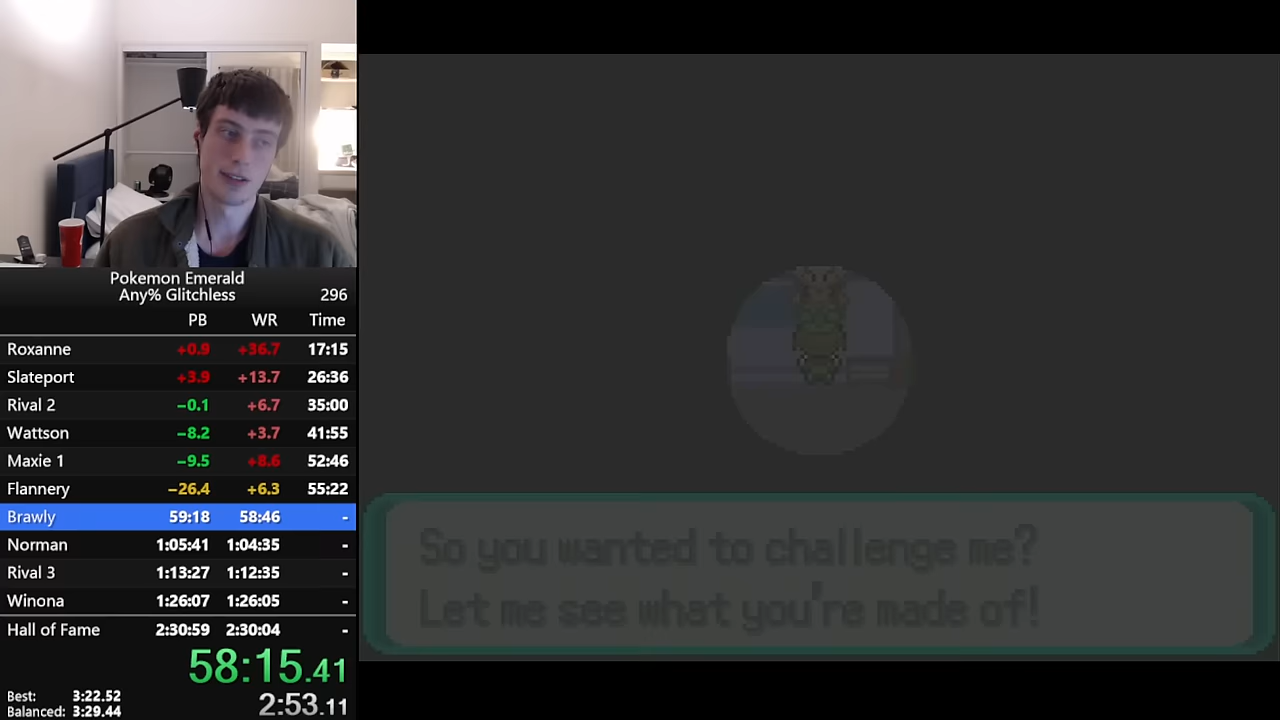 Pokemon Emerald
Any% Glitchless 296
PB WR Time
Roxanne +0.9 +36.7 17:15
Slateport +3.9 +13.7 26:36
Rival 2 −0.1 +6.7 35:00
Wattson −8.2 +3.7 41:55
Maxie 1 −9.5 +8.6 52:46
Flannery −26.4 +6.3 55:22
Brawly 59:18 58:46 -
Norman 1:05:41 1:04:35 -
Rival 3 1:13:27 1:12:35 -
Winona 1:26:07 1:26:05 -
Hall of Fame 2:30:59 2:30:04 -
58:15.41
Best: 3:22.52
Balanced: 3:29.44
2:53.11
So you wanted to challenge me?
Let me see what you're made of!